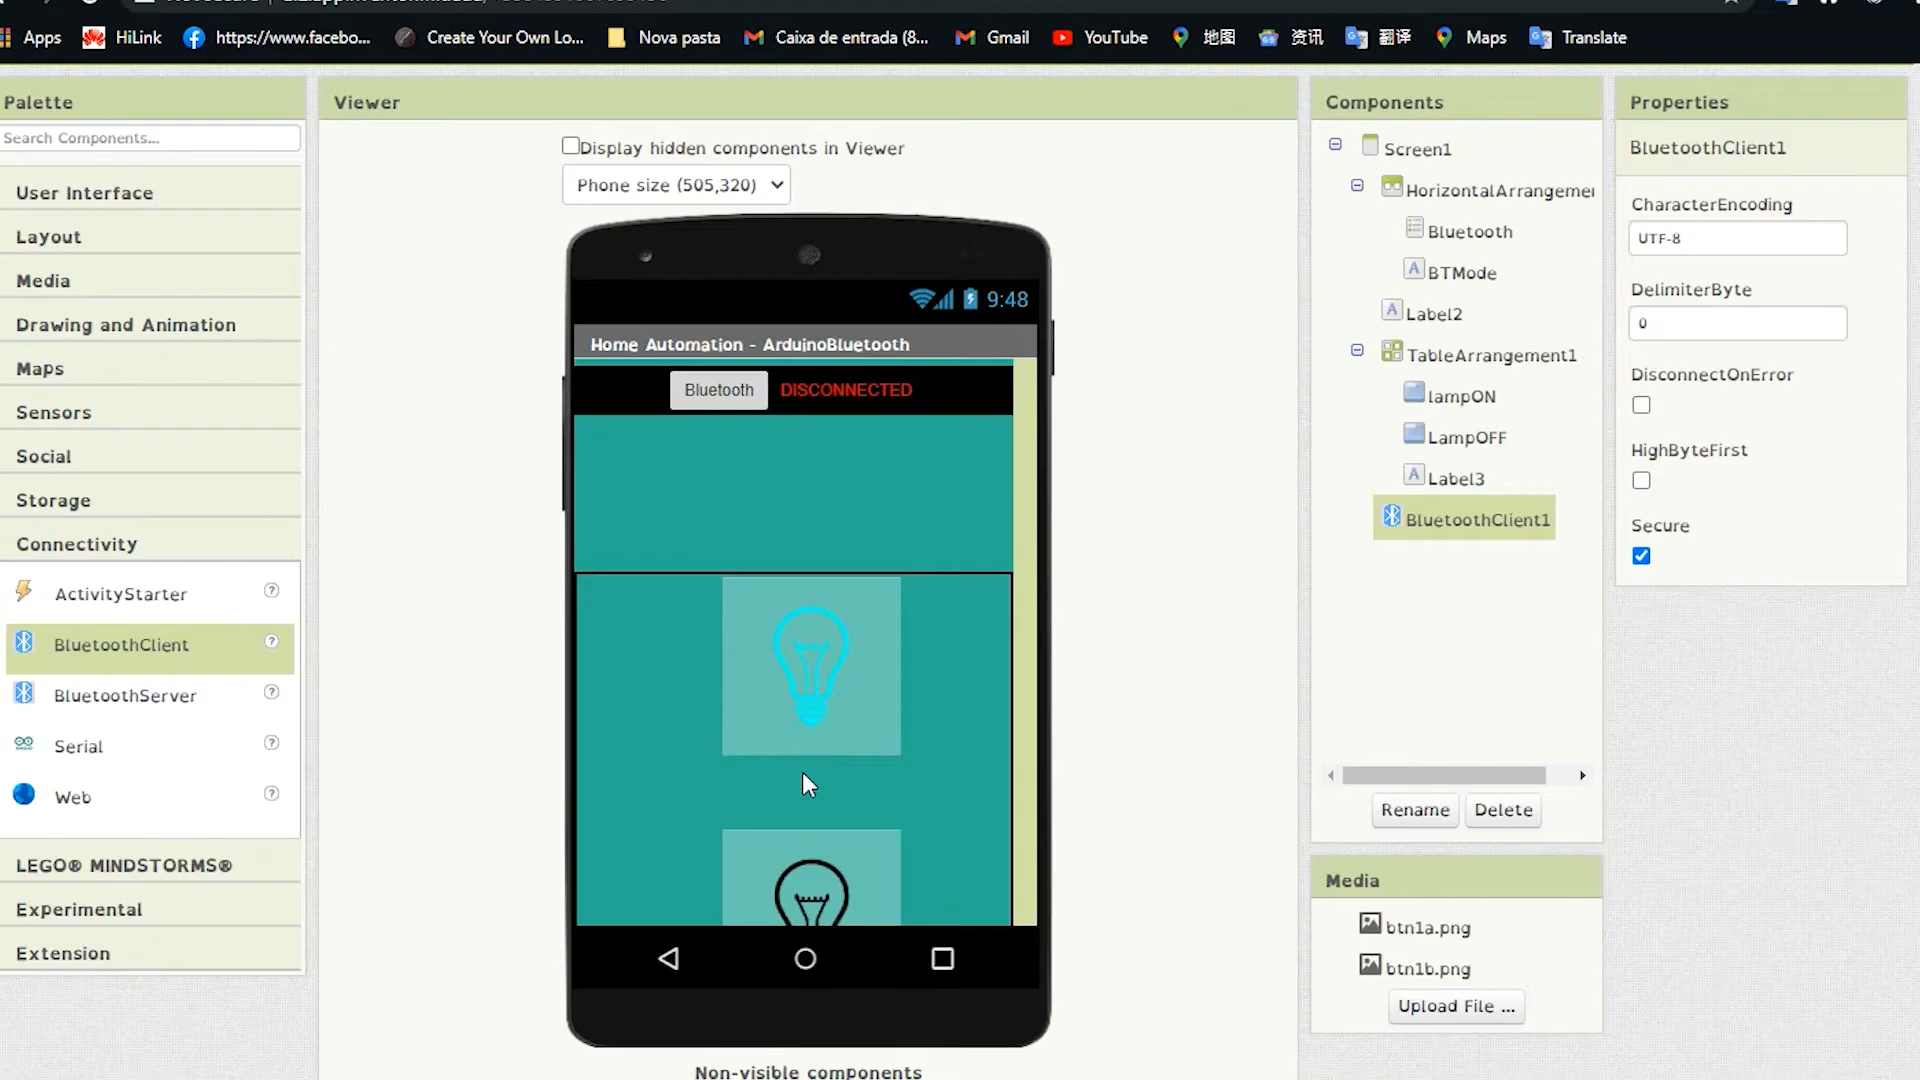 Apps
HiLink
https://www.facebo...
Create Your Own Lo...
Nova pasta
Caixa de entrada (8...
Gmail
YouTube
地图
资讯
翻译
Maps
Translate
Palette
Search Components...
User Interface
Layout
Media
Drawing and Animation
Maps
Sensors
Social
Storage
Connectivity
ActivityStarter ?
BluetoothClient ?
BluetoothServer ?
Serial ?
Web ?
LEGO® MINDSTORMS®
Experimental
Extension
Viewer
Display hidden components in Viewer
Phone size (505,320)
9:48
Home Automation - ArduinoBluetooth
Bluetooth DISCONNECTED
Non-visible components
Components
Screen1
HorizontalArrangemer
Bluetooth
BTMode
Label2
TableArrangement1
lampON
LampOFF
Label3
BluetoothClient1
Rename Delete
Media
btn1a.png
btn1b.png
Upload File ...
Properties
BluetoothClient1
CharacterEncoding
UTF-8
DelimiterByte
0
DisconnectOnError
HighByteFirst
Secure